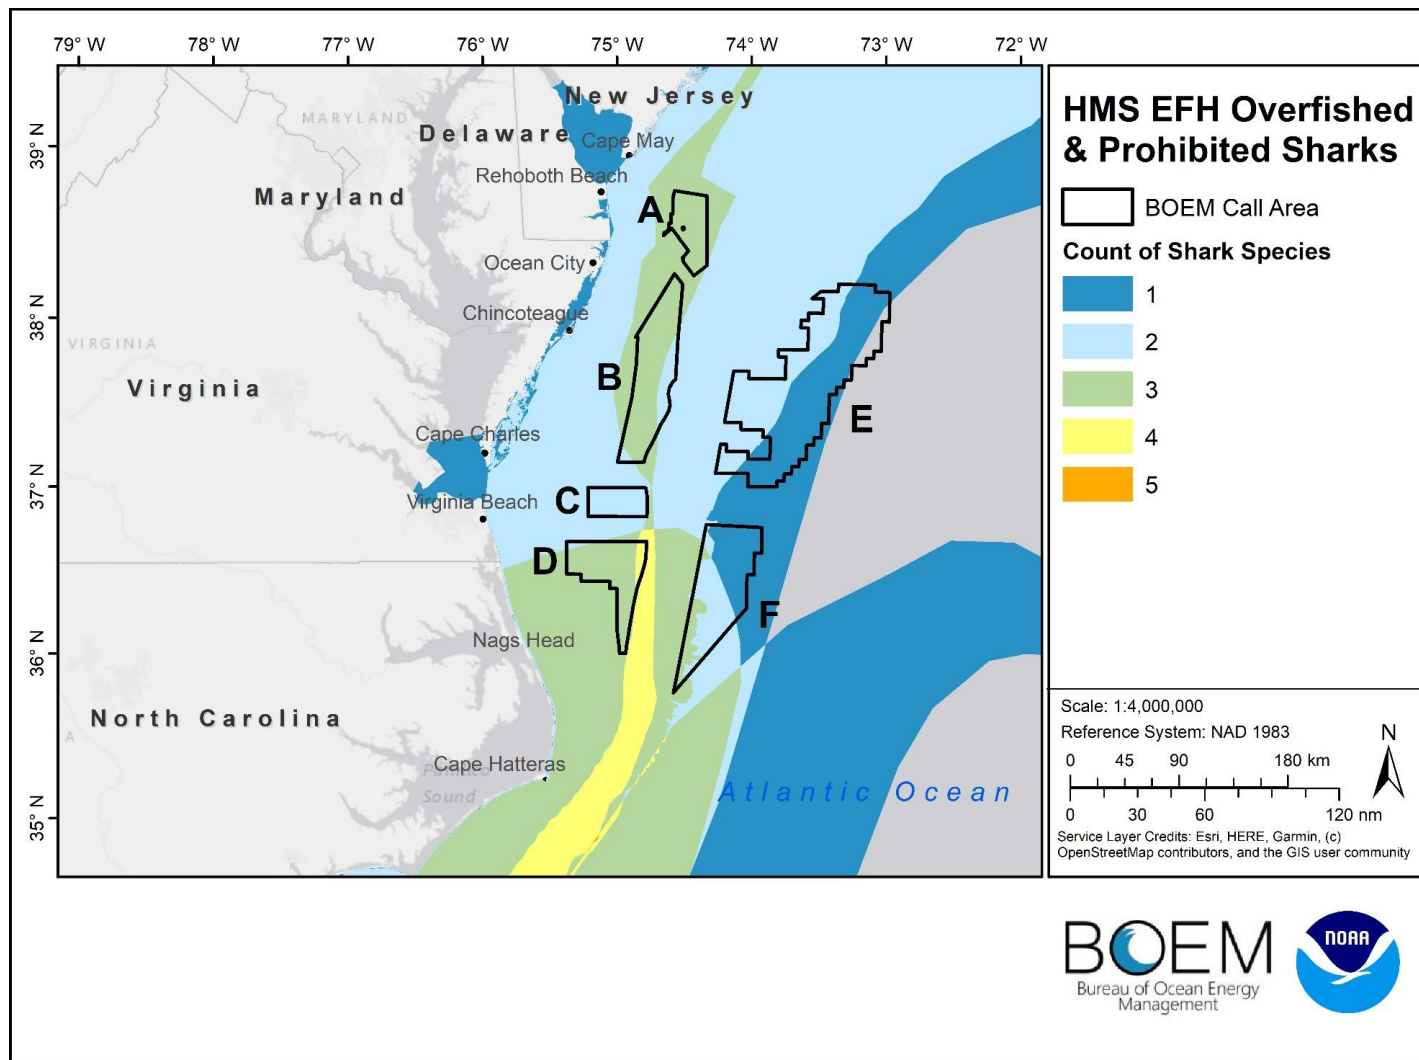 79° W 78° W 77° W 76° W 75° W 74° W 73° W 72° W
39° N
38° N
37° N
36° N
35° N
MARYLAND
New Jersey
Delaware
Cape May
Rehoboth Beach
Maryland
A
Ocean City
Chincoteague
VIRGINIA
Virginia
B
E
Cape Charles
Virginia Beach
C
D
F
Nags Head
North Carolina
A
Cape Hatteras
Pamlico
Sound
Atlantic Ocean
HMS EFH Overfished
& Prohibited Sharks
BOEM Call Area
Count of Shark Species
1
2
3
4
5
Scale: 1:4,000,000
Reference System: NAD 1983
N
0 45 90 180 km
0 30 60 120 nm
Service Layer Credits: Esri, HERE, Garmin, (c)
OpenStreetMap contributors, and the GIS user community
BOEM
Bureau of Ocean Energy
Management
NOAA